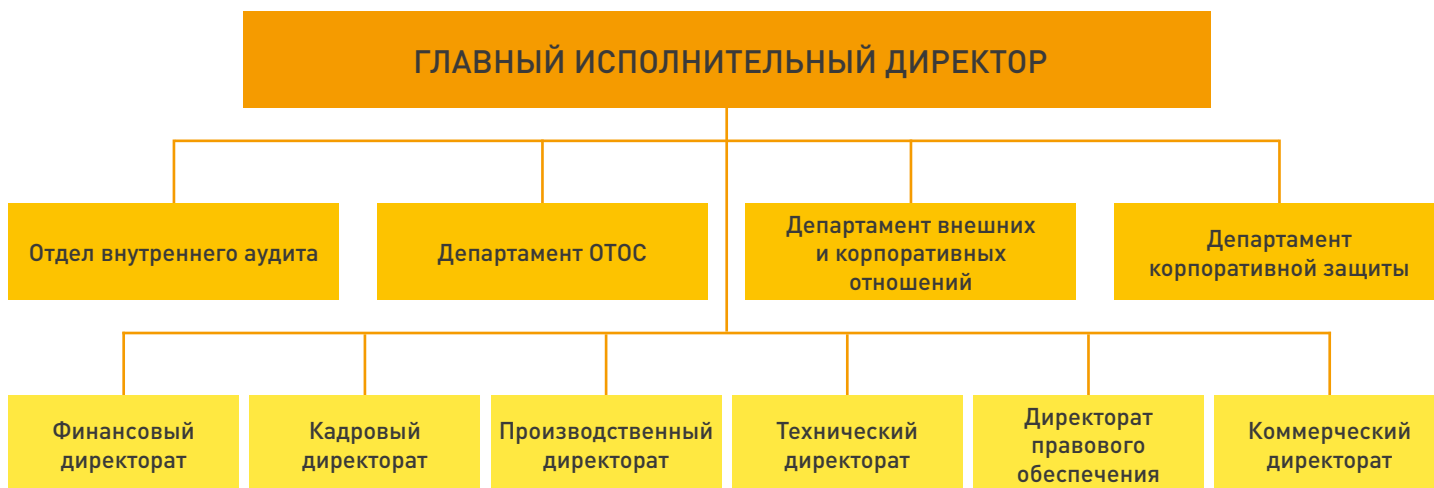 ГЛАВНЫЙ ИСПОЛНИТЕЛЬНЫЙ ДИРЕКТОР
Отдел внутреннего аудита
Департамент ОТОС
Департамент внешних
и корпоративных
отношений
Департамент
корпоративной защиты
Финансовый
директорат
Кадровый
директорат
Производственный
директорат
Технический
директорат
Директорат
правового
обеспечения
Коммерческий
директорат